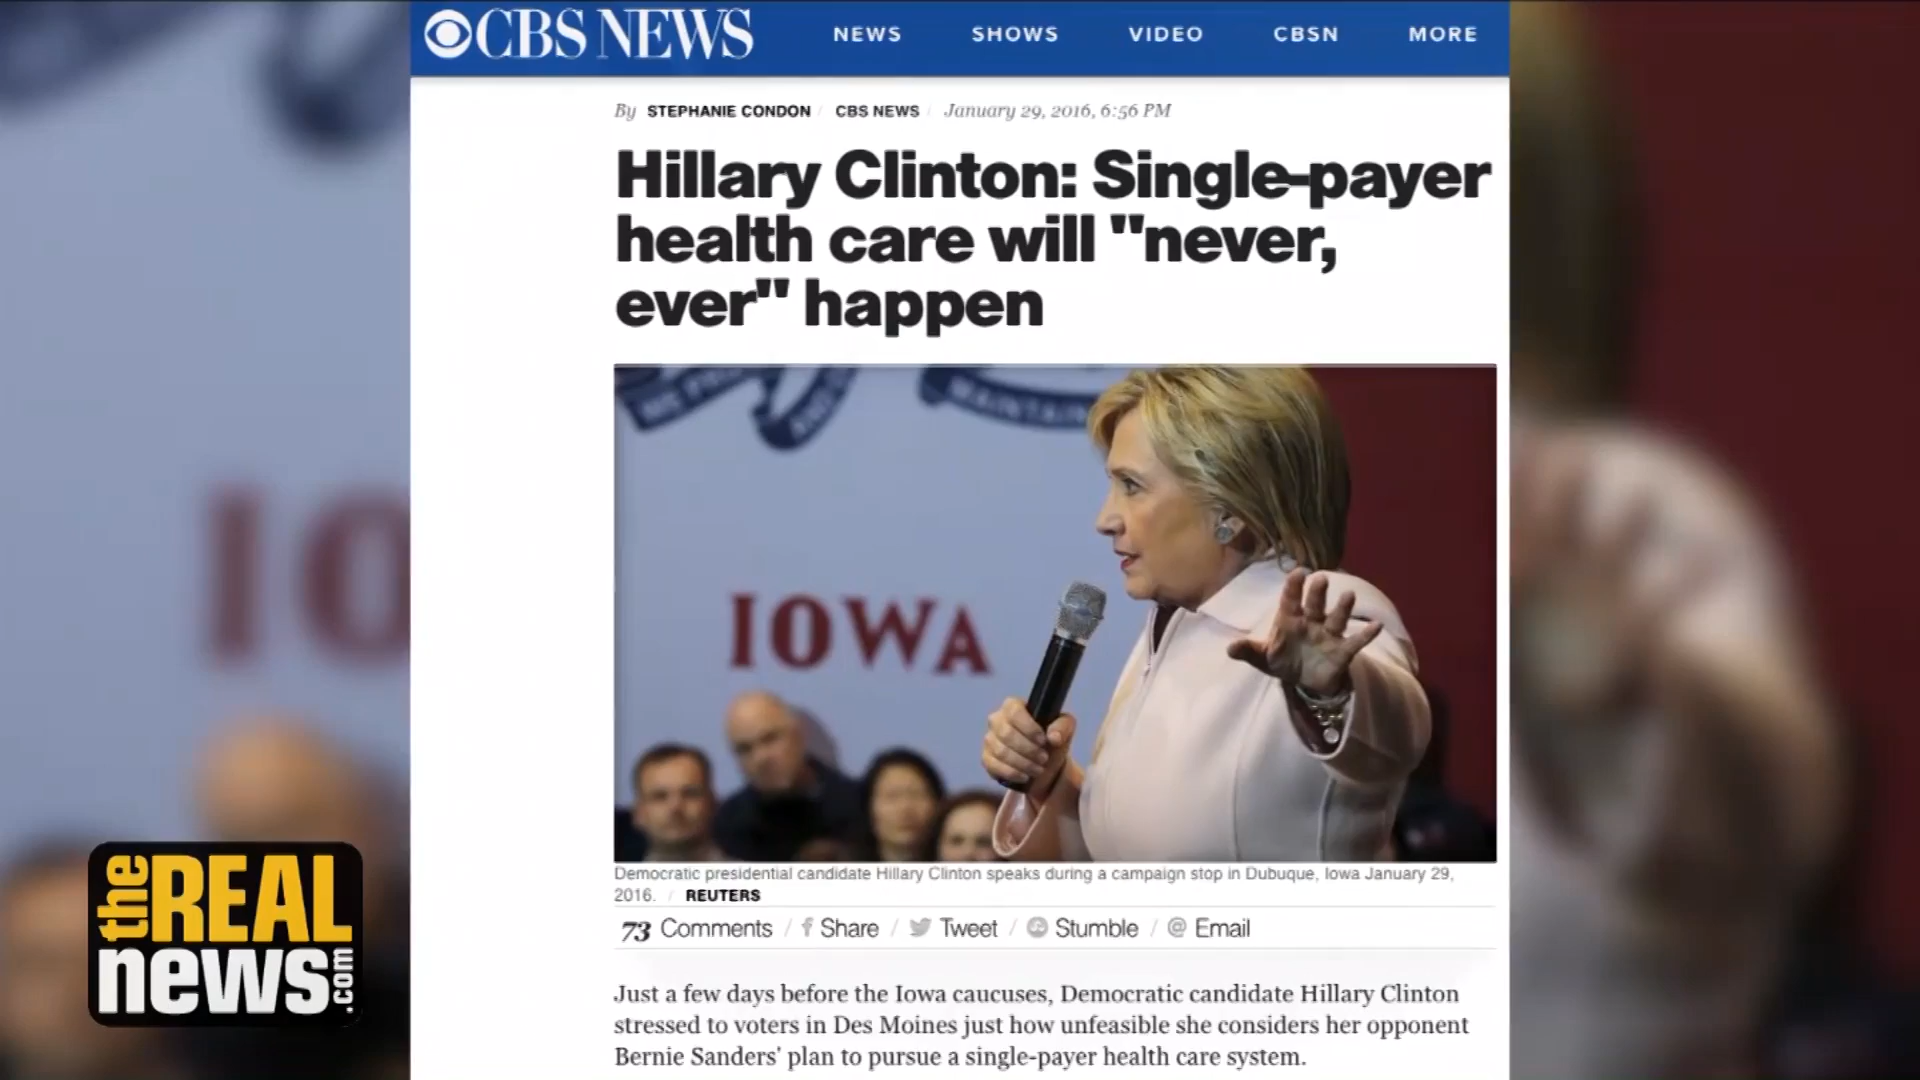 CBS NEWS NEWS SHOWS VIDEO CBSN MORE
By STEPHANIE CONDON / CBS NEWS / January 29, 2016, 6:56 PM
Hillary Clinton: Single-payer
health care will "never,
ever" happen
MAINTAIN
IOWA
IO
Democratic presidential candidate Hillary Clinton speaks during a campaign stop in Dubuque, Iowa January 29,
2016. / REUTERS
73 Comments / Share / Tweet / Stumble / @ Email
Just a few days before the Iowa caucuses, Democratic candidate Hillary Clinton
stressed to voters in Des Moines just how unfeasible she considers her opponent
Bernie Sanders' plan to pursue a single-payer health care system.
the REAL
news.com